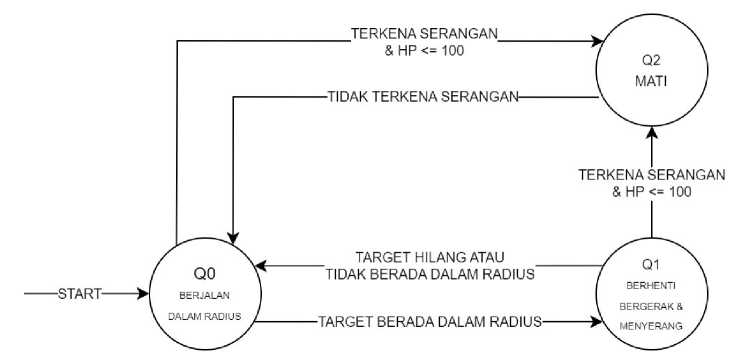 TERKENA SERANGAN
& HP <= 100
Q2
MATI
TIDAK TERKENA SERANGAN
TERKENA SERANGAN
& HP <= 100
TARGET HILANG ATAU
TIDAK BERADA DALAM RADIUS
Q0
BERJALAN
DALAM RADIUS
START
Q1
BERHENTI
BERGERAK &
MENYERANG
TARGET BERADA DALAM RADIUS